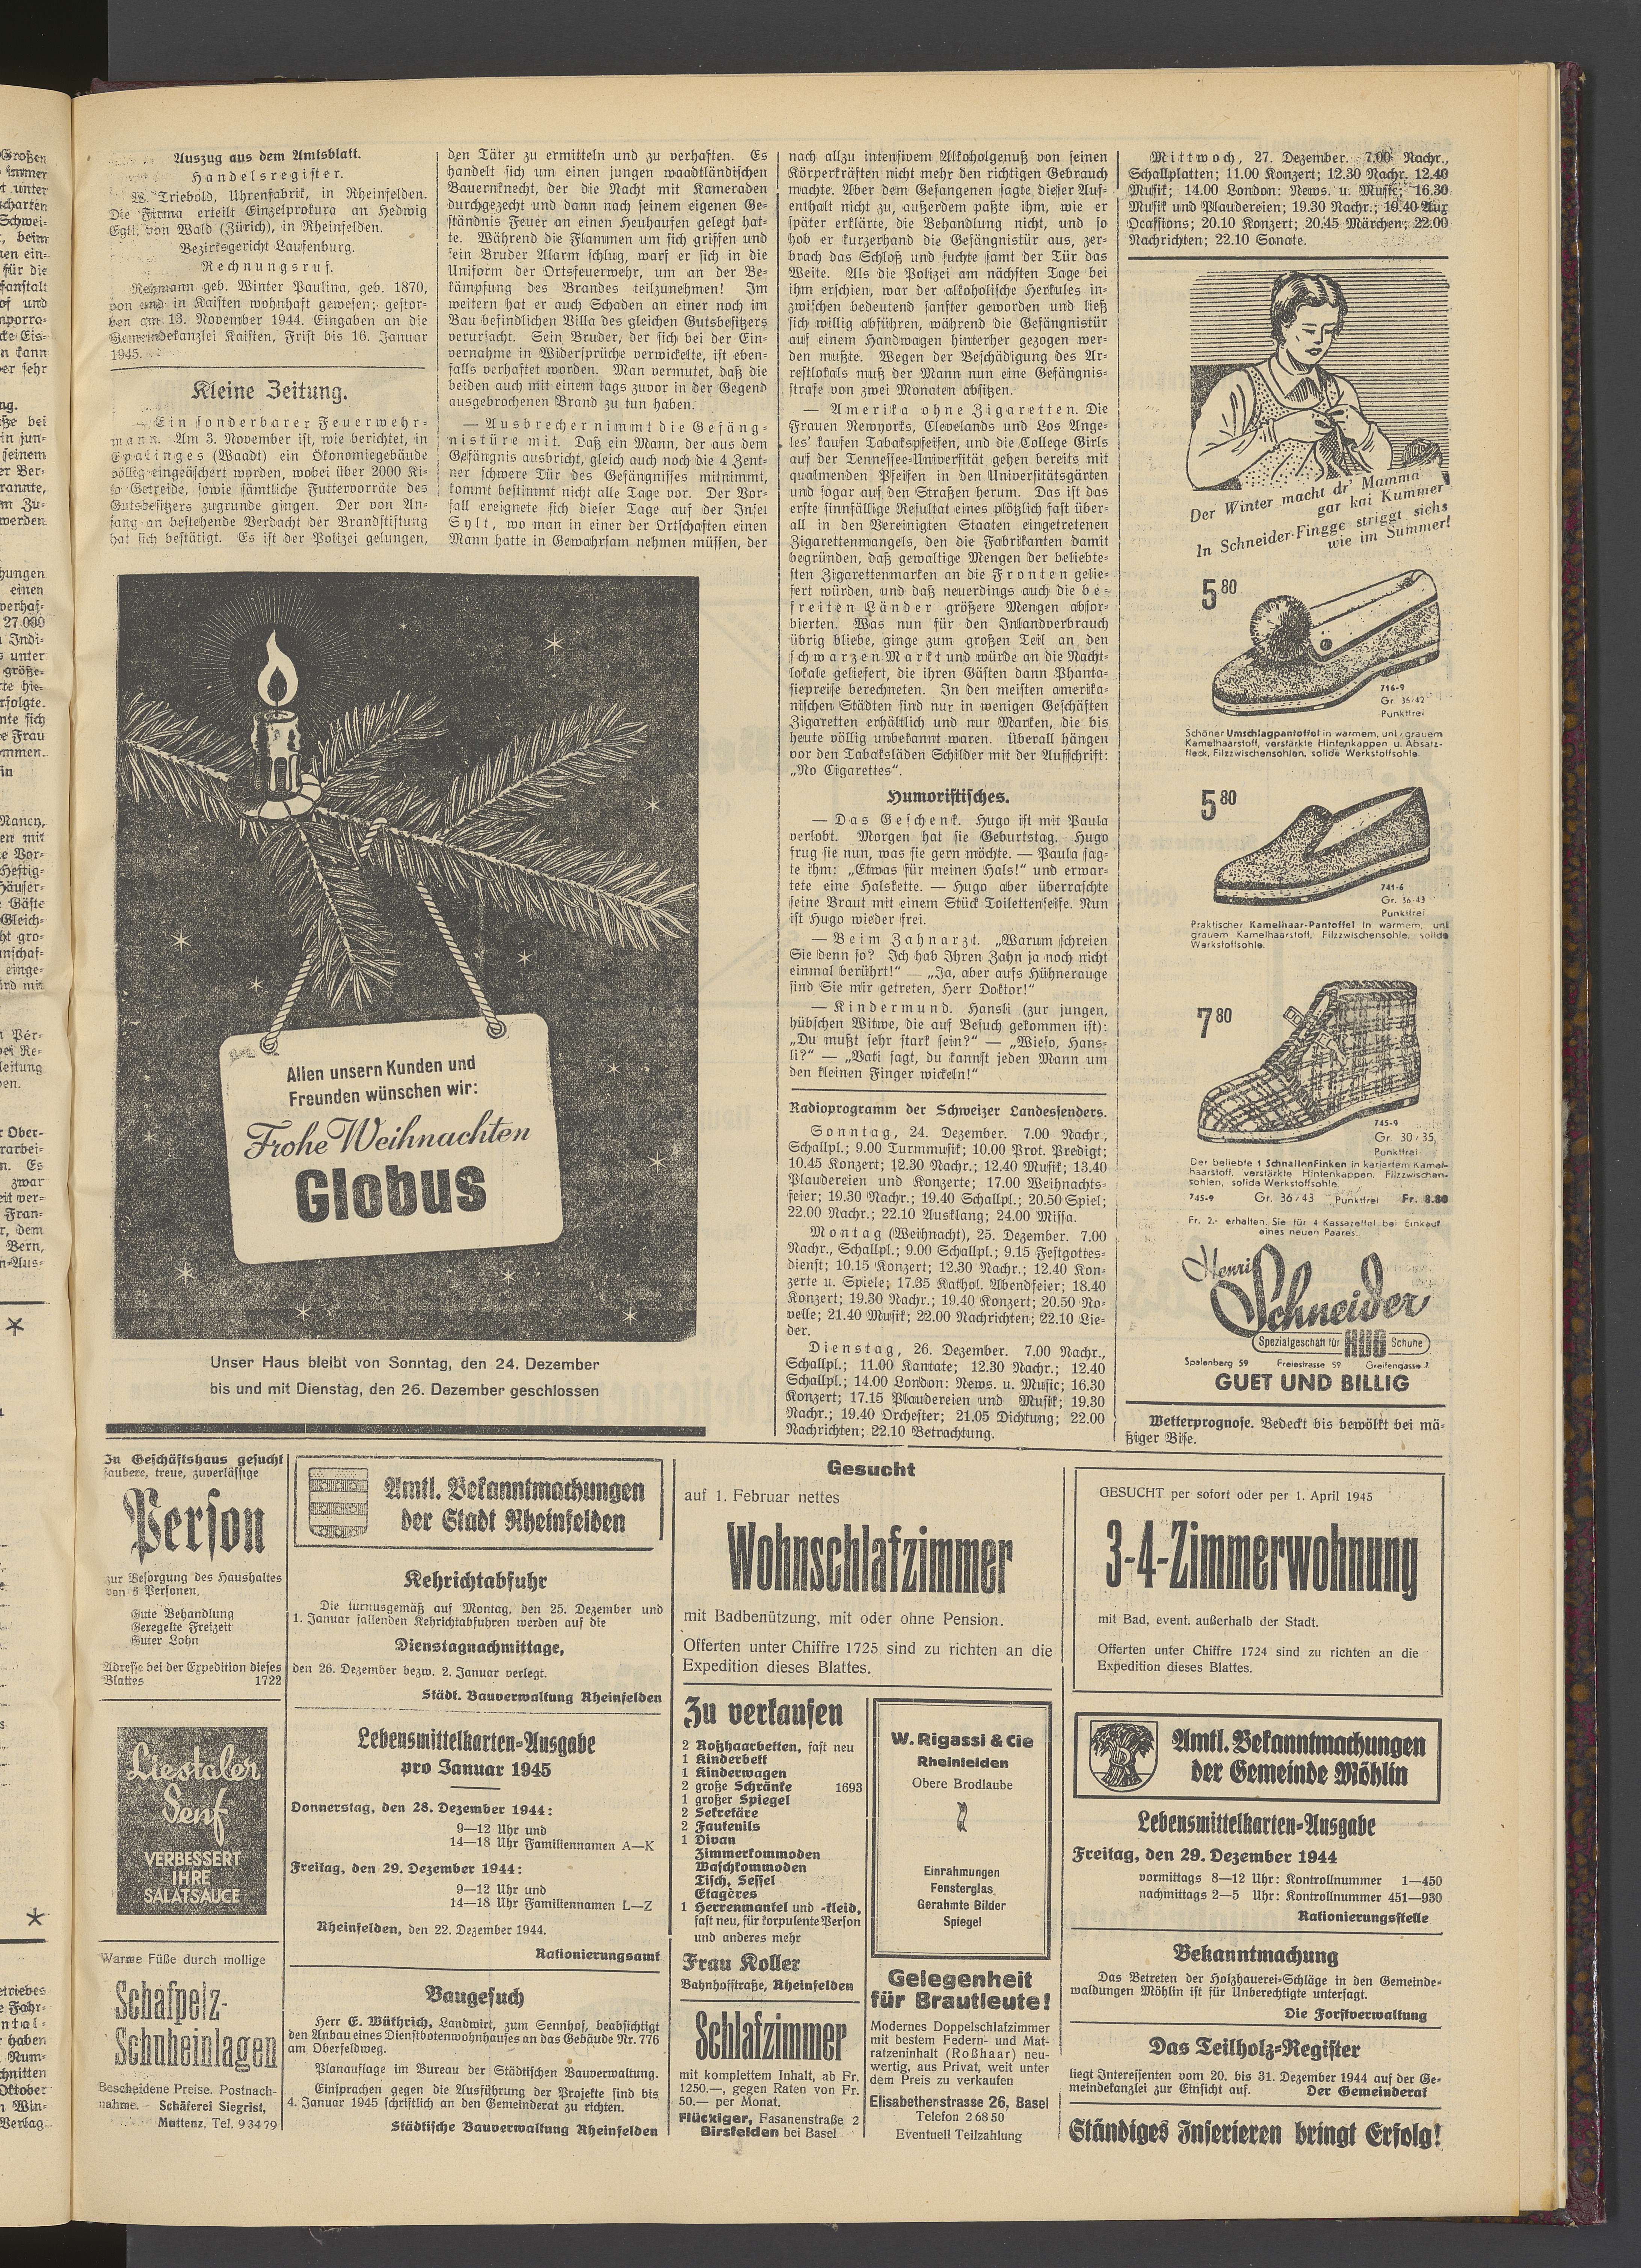 Auszug aus dem Amtsblatt.
Handelsregister.
W. Triebold, Uhrenfabrik, in Rheinfelden.
Die Firma erteilt Einzelprokura an Hedwig
Egli, von Wald (Zürich), in Rheinfelden.
Bezirksgericht Laufenburg.
Rechnungsruf.
Rehmann geb. Winter Paulina, geb. 1870,
von und in Kaisten wohnhaft gewesen; gestor-
ben am 13. November 1944. Eingaben an die
Gemeindekanzlei Kaisten, Frist bis 16. Januar
1945.
Kleine Zeitung.
— Ein sonderbarer Feuerwehr-
mann. Am 3. November ist, wie berichtet, in
Epalinges (Waadt) ein Ökonomiegebäude
völlig eingeäschert worden, wobei über 2000 Ki-
lo Getreide, sowie sämtliche Futtervorräte des
Gutsbesitzers zugrunde gingen. Der von An-
fang an bestehende Verdacht der Brandstiftung
hat sich bestätigt. Es ist der Polizei gelungen,
den Täter zu ermitteln und zu verhaften. Es
handelt sich um einen jungen waadtländischen
Bauernknecht, der die Nacht mit Kameraden
durchgezecht und dann nach seinem eigenen Ge-
ständnis Feuer an einen Heuhaufen gelegt hat-
te. Während die Flammen um sich griffen und
sein Bruder Alarm schlug, warf er sich in die
Uniform der Ortsfeuerwehr, um an der Be-
kämpfung des Brandes teilzunehmen! Im
weitern hat er auch Schaden an einer noch im
Bau befindlichen Villa des gleichen Gutsbesitzers
verursacht. Sein Bruder, der sich bei der Ein-
vernahme in Widersprüche verwickelte, ist eben-
falls verhaftet worden. Man vermutet, daß die
beiden auch mit einem tags zuvor in der Gegend
ausgebrochenen Brand zu tun haben.
— Ausbrecher nimmt die Gefäng-
nistüre mit. Daß ein Mann, der aus dem
Gefängnis ausbricht, gleich auch noch die 4 Zent-
ner schwere Tür des Gefängnisses mitnimmt,
kommt bestimmt nicht alle Tage vor. Der Vor-
fall ereignete sich dieser Tage auf der Insel
Sylt, wo man in einer der Ortschaften einen
Mann hatte in Gewahrsam nehmen müssen, der
nach allzu intensivem Alkoholgenuß von seinen
Körperkräften nicht mehr den richtigen Gebrauch
machte. Aber dem Gefangenen sagte dieser Auf-
enthalt nicht zu, außerdem paßte ihm, wie er
später erklärte, die Behandlung nicht, und so
hob er kurzerhand die Gefängnistür aus, zer-
brach das Schloß und suchte samt der Tür das
Weite. Als die Polizei am nächsten Tage bei
ihm erschien, war der alkoholische Herkules in-
zwischen bedeutend sanfter geworden und ließ
sich willig abführen, während die Gefängnistür
auf einem Handwagen hinterher gezogen wer-
den mußte. Wegen der Beschädigung des Ar-
restlokals muß der Mann nun eine Gefängnis-
strafe von zwei Monaten absitzen.
— Amerika ohne Zigaretten. Die
Frauen Newyorks, Clevelands und Los Ange-
les' kaufen Tabakspfeifen, und die College Girls
auf der Tennessee-Universität gehen bereits mit
qualmenden Pfeifen in den Universitätsgärten
und sogar auf den Straßen herum. Das ist das
erste sinnfällige Resultat eines plötzlich fast über-
all in den Vereinigten Staaten eingetretenen
Zigarettenmangels, den die Fabrikanten damit
begründen, daß gewaltige Mengen der beliebte-
sten Zigarettenmarken an die Fronten gelie-
fert würden, und daß neuerdings auch die be-
freiten Länder größere Mengen absor-
bierten. Was nun für den Inlandverbrauch
übrig bliebe, ginge zum großen Teil an den
schwarzen Markt und würde an die Nacht-
lokale geliefert, die ihren Gästen dann Phanta-
siepreise berechneten. In den meisten amerika-
nischen Städten sind nur in wenigen Geschäften
Zigaretten erhältlich und nur Marken, die bis
heute völlig unbekannt waren. Überall hängen
vor den Tabaksläden Schilder mit der Aufschrift:
„No Cigarettes“.
Humoristisches.
— Das Geschenk. Hugo ist mit Paula
verlobt. Morgen hat sie Geburtstag. Hugo
frug sie nun, was sie gern möchte. — Paula sag-
te ihm: „Etwas für meinen Hals!“ und erwar-
tete eine Halskette. — Hugo aber überraschte
seine Braut mit einem Stück Toilettenseife. Nun
ist Hugo wieder frei.
— Beim Zahnarzt. „Warum schreien
Sie denn so? Ich hab Ihren Zahn ja noch nicht
einmal berührt!“ — „Ja, aber aufs Hühnerauge
sind Sie mir getreten, Herr Doktor!“
— Kindermund. Hansli (zur jungen,
hübschen Witwe, die auf Besuch gekommen ist):
„Du mußt sehr stark sein?“ — „Wieso, Hans-
li?“ — „Vati sagt, du kannst jeden Mann um
den kleinen Finger wickeln!“
Radioprogramm der Schweizer Landessenders.
Sonntag, 24. Dezember. 7.00 Nachr.,
Schallpl.; 9.00 Turmmusik; 10.00 Prot. Predigt;
10.45 Konzert; 12.30 Nachr.; 12.40 Musik; 13.40
Plaudereien und Konzerte; 17.00 Weihnachts-
feier; 19.30 Nachr.; 19.40 Schallpl.; 20.50 Spiel;
22.00 Nachr.; 22.10 Ausklang; 24.00 Missa.
Montag (Weihnacht), 25. Dezember. 7.00
Nachr., Schallpl.; 9.00 Schallpl.; 9.15 Festgottes-
dienst; 10.15 Konzert; 12.30 Nachr.; 12.40 Kon-
zerte u. Spiele; 17.35 Kathol. Abendfeier; 18.40
Konzert; 19.30 Nachr.; 19.40 Konzert; 20.50 No-
velle; 21.40 Musik; 22.00 Nachrichten; 22.10 Lie-
der.
Dienstag, 26. Dezember. 7.00 Nachr.,
Schallpl.; 11.00 Kantate; 12.30 Nachr.; 12.40
Schallpl.; 14.00 London: News. u. Music; 16.30
Konzert; 17.15 Plaudereien und Musik; 19.30
Nachr.; 19.40 Orchester; 21.05 Dichtung; 22.00
Nachrichten; 22.10 Betrachtung.
Mittwoch, 27. Dezember. 7.00 Nachr.,
Schallplatten; 11.00 Konzert; 12.30 Nachr. 12.40
Musik; 14.00 London: News. u. Music; 16.30
Musik und Plaudereien; 19.30 Nachr.; 19.40 Aux
Ocassions; 20.10 Konzert; 20.45 Märchen; 22.00
Nachrichten; 22.10 Sonate.
Der Winter macht dr' Mamma
gar kai Kummer
In Schneider-Fingge striggt sichs
wie im Summer!
5 80
716-9
Gr. 36/42
Punktfrei
Schöner Umschlagpantoffel in warmem, uni-grauem
Kamelhaarstoff, verstärkte Hintenkappen u. Absatz-
fleck, Filzzwischensohlen, solide Werkstoffsohle.
5 80
741-6
Gr. 36-43
Punktfrei
Praktischer Kamelhaar-Pantoffel in warmem, uni
grauem Kamelhaarstoff, Filzzwischensohle, solide
Werkstoffsohle.
7 80
745-9
Gr. 30/35,
Punktfrei
Der beliebte 1 Schnallenfinken in kariertem Kamel-
haarstoff, verstärkte Hintenkappen, Filzzwischen-
sohlen, solide Werkstoffsohle.
745-9 Gr. 36/43 Punktfrei Fr. 8.80
Fr. 2.- erhalten Sie für 4 Kassazettel bei Einkauf
eines neuen Paares.
Henri
Schneider
Spezialgeschäft für HUG Schuhe
Spalenberg 59 Freiestrasse 59 Greifengasse 7
GUET UND BILLIG
Wetterprognose. Bedeckt bis bewölkt bei mä-
ßiger Bise.
Allen unsern Kunden und
Freunden wünschen wir:
Frohe Weihnachten
Globus
Unser Haus bleibt von Sonntag, den 24. Dezember
bis und mit Dienstag, den 26. Dezember geschlossen
In Geschäftshaus gesucht
saubere, treue, zuverlässige
Person
zur Besorgung des Haushaltes
von 6 Personen.
Gute Behandlung
Geregelte Freizeit
Guter Lohn
Adresse bei der Expedition dieses
Blattes 1722
Liestaler
Senf
VERBESSERT
IHRE
SALATSAUCE
Warme Füße durch mollige
Schafpelz-
Schuheinlagen
Bescheidene Preise. Postnach-
nahme. - Schäferei Siegrist,
Muttenz, Tel. 9 34 79
Amtl. Bekanntmachungen
der Stadt Rheinfelden
Kehrichtabfuhr
Die turnusgemäß auf Montag, den 25. Dezember und
1. Januar fallenden Kehrichtabfuhren werden auf die
Dienstagnachmittage,
den 26. Dezember bezw. 2. Januar verlegt.
Städt. Bauverwaltung Rheinfelden
Lebensmittelkarten-Ausgabe
pro Januar 1945
Donnerstag, den 28. Dezember 1944:
9—12 Uhr und
14—18 Uhr Familiennamen A—K
Freitag, den 29. Dezember 1944:
9—12 Uhr und
14—18 Uhr Familiennamen L—Z
Rheinfelden, den 22. Dezember 1944.
Rationierungsamt
Baugesuch
Herr E. Wüthrich, Landwirt, zum Sennhof, beabsichtigt
den Anbau eines Dienstbotenwohnhauses an das Gebäude Nr. 776
am Oberfeldweg.
Planauflage im Bureau der Städtischen Bauverwaltung.
Einsprachen gegen die Ausführung der Projekte sind bis
4. Januar 1945 schriftlich an den Gemeinderat zu richten.
Städtische Bauverwaltung Rheinfelden
Gesucht
auf 1. Februar nettes
Wohnschlafzimmer
mit Badbenützung, mit oder ohne Pension.
Offerten unter Chiffre 1725 sind zu richten an die
Expedition dieses Blattes.
Zu verkaufen
2 Roßhaarbetten, fast neu
1 Kinderbett
1 Kinderwagen
2 große Schränke 1693
1 großer Spiegel
2 Sekretäre
2 Fauteuils
1 Divan
Zimmerkommoden
Waschkommoden
Tisch, Sessel
Etagères
1 Herrenmantel und -kleid,
fast neu, für korpulente Person
und anderes mehr
Frau Koller
Bahnhofstraße, Rheinfelden
Schlafzimmer
mit komplettem Inhalt, ab Fr.
1250.—, gegen Raten von Fr.
50.— per Monat.
Flückiger, Fasanenstraße 2
Birsfelden bei Basel
W. Rigassi & Cie
Rheinfelden
Obere Brodlaube
Einrahmungen
Fensterglas
Gerahmte Bilder
Spiegel
Gelegenheit
für Brautleute!
Modernes Doppelschlafzimmer
mit bestem Federn- und Mat-
ratzeninhalt (Roßhaar) neu-
wertig, aus Privat, weit unter
dem Preis zu verkaufen
Elisabethenstrasse 26, Basel
Telefon 2 68 50
Eventuell Teilzahlung
GESUCHT per sofort oder per 1. April 1945
3-4-Zimmerwohnung
mit Bad, event. außerhalb der Stadt.
Offerten unter Chiffre 1724 sind zu richten an die
Expedition dieses Blattes.
Amtl. Bekanntmachungen
der Gemeinde Möhlin
Lebensmittelkarten-Ausgabe
Freitag, den 29. Dezember 1944
vormittags 8—12 Uhr: Kontrollnummer 1—450
nachmittags 2—5 Uhr: Kontrollnummer 451—930
Rationierungsstelle
Bekanntmachung
Das Betreten der Holzhauerei-Schläge in den Gemeinde-
waldungen Möhlin ist für Unberechtigte untersagt.
Die Forstverwaltung
Das Teilholz-Register
liegt Interessenten vom 20. bis 31. Dezember 1944 auf der Ge-
meindekanzlei zur Einsicht auf. Der Gemeinderat
Ständiges Inserieren bringt Erfolg!